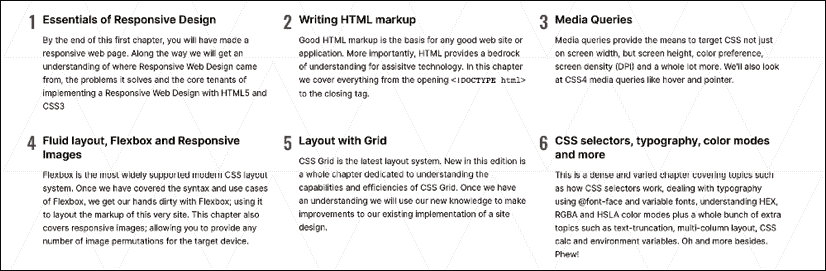 1 Essentials of Responsive Design
By the end of this first chapter, you will have made a
responsive web page. Along the way we will get an
understanding of where Responsive Web Design came
from, the problems it solves and the core tenants of
implementing a Responsive Web Design with HTML5 and
CSS3
2 Writing HTML markup
Good HTML markup is the basis for any good web site or
application. More importantly, HTML provides a bedrock
of understanding for assisitve technology. In this chapter
we cover everything from the opening <!DOCTYPE html>
to the closing tag.
3 Media Queries
Media queries provide the means to target CSS not just
on screen width, but screen height, color preference,
screen density (DPI) and a whole lot more. We'll also look
at CSS4 media queries like hover and pointer.
4 Fluid layout, Flexbox and Responsive
Images
Flexbox is the most widely supported modern CSS layout
system. Once we have covered the syntax and use cases
of Flexbox, we get our hands dirty with Flexbox; using it
to layout the markup of this very site. This chapter also
covers responsive images; allowing you to provide any
number of image permutations for the target device.
5 Layout with Grid
CSS Grid is the latest layout system. New in this edition is
a whole chapter dedicated to understanding the
capabilities and efficiencies of CSS Grid. Once we have
an understanding we will use our new knowledge to make
improvements to our existing implementation of a site
design.
6 CSS selectors, typography, color modes
and more
This is a dense and varied chapter covering topics such
as how CSS selectors work, dealing with typography
using @font-face and variable fonts, understanding HEX,
RGBA and HSLA color modes plus a whole bunch of extra
topics such as text-truncation, multi-column layout, CSS
calc and environment variables. Oh and more besides.
Phew!